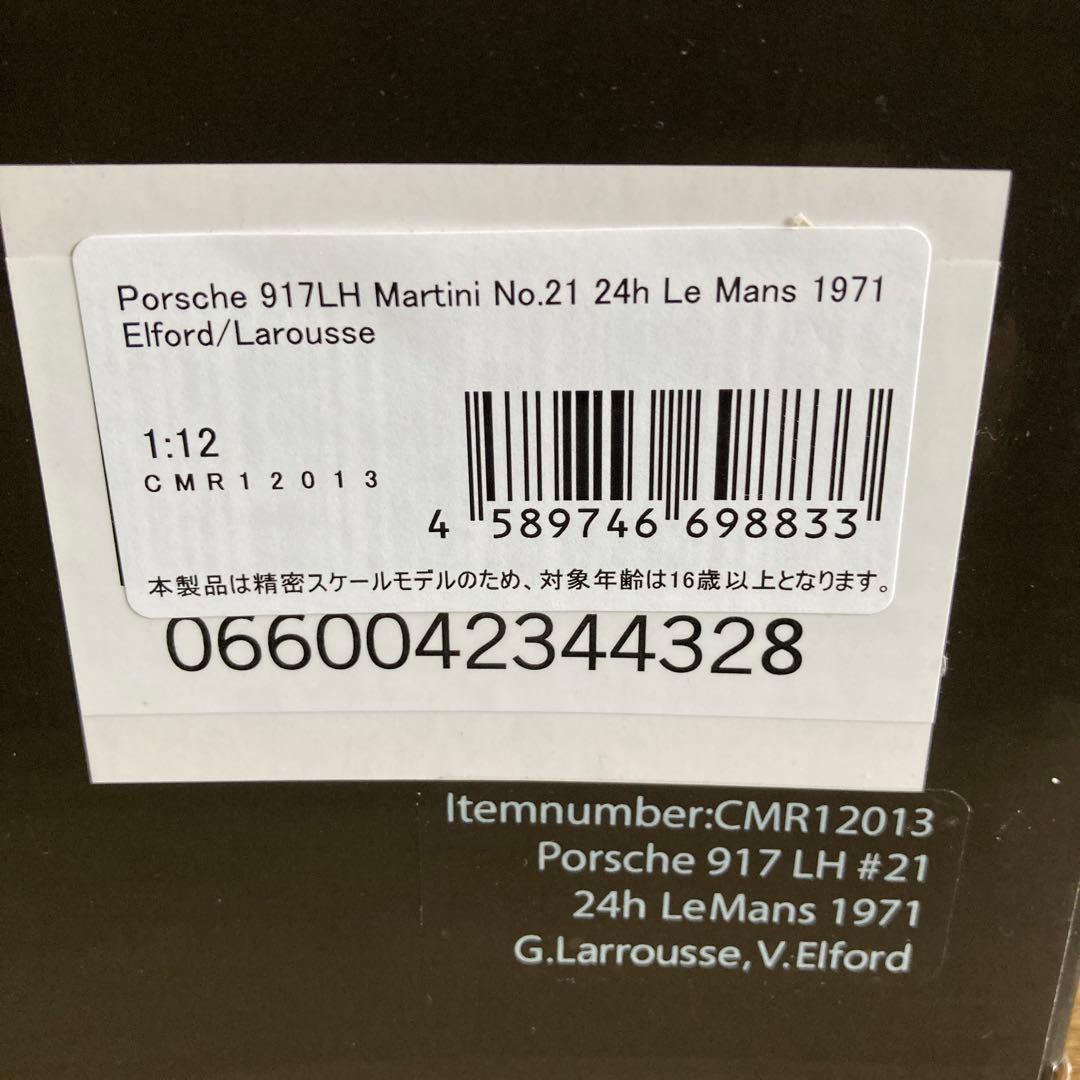 Porsche 917LH Martini No.21 24h Le Mans 1971
Elford/Larousse
1:12
CMR12013
4 589746 698833
本製品は精密スケールモデルのため、対象年齢は16歳以上となります。
0660042344328
Itemnumber:CMR12013
Porsche 917 LH #21
24h LeMans 1971
G.Larrousse,V.Elford